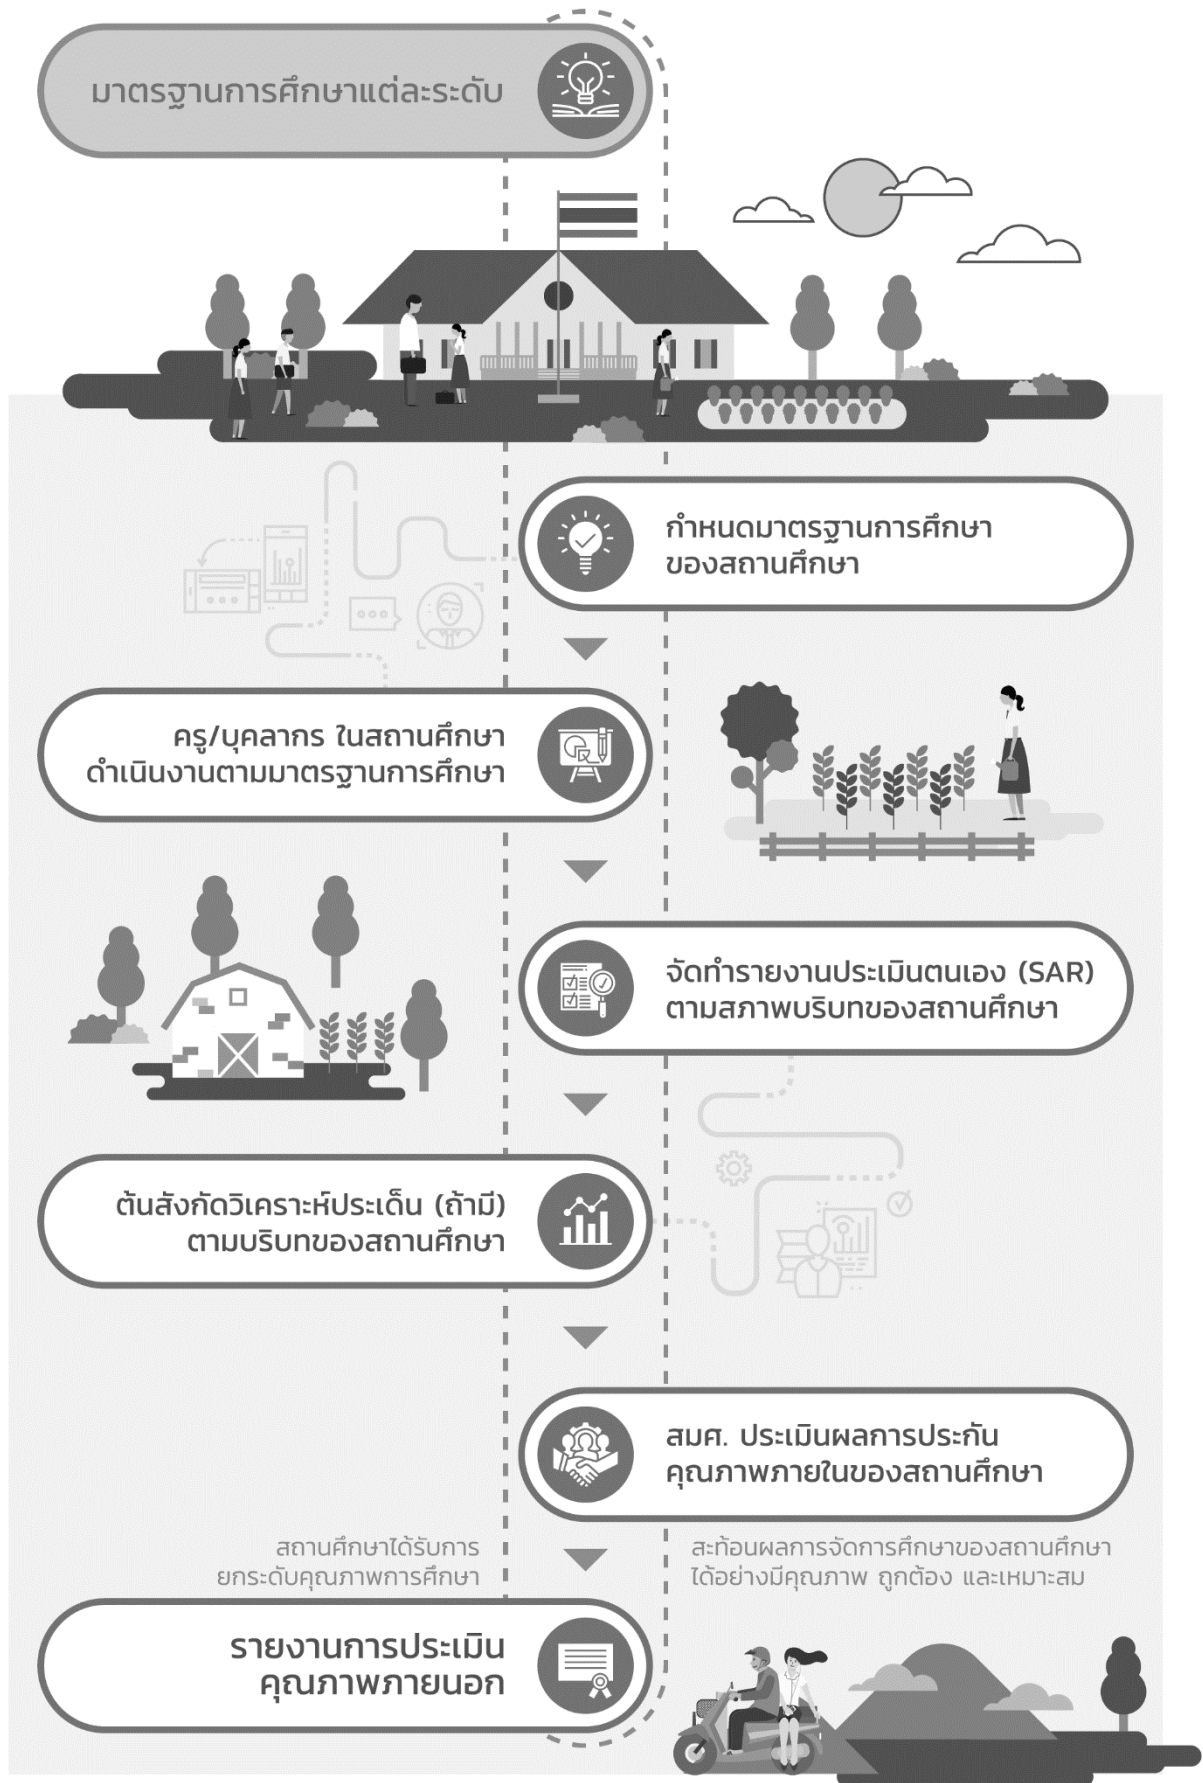 มาตรฐานการศึกษาแต่ละระดับ
กำหนดมาตรฐานการศึกษา
ของสถานศึกษา
ครู/บุคลากร ในสถานศึกษา
ดำเนินงานตามมาตรฐานการศึกษา
จัดทำรายงานประเมินตนเอง (SAR)
ตามสภาพบริบทของสถานศึกษา
ต้นสังกัดวิเคราะห์ประเด็น (ถ้ามี)
ตามบริบทของสถานศึกษา
สมศ. ประเมินผลการประกัน
คุณภาพภายในของสถานศึกษา
สถานศึกษาได้รับการ
ยกระดับคุณภาพการศึกษา
สะท้อนผลการจัดการศึกษาของสถานศึกษา
ได้อย่างมีคุณภาพ ถูกต้อง และเหมาะสม
รายงานการประเมิน
คุณภาพภายนอก